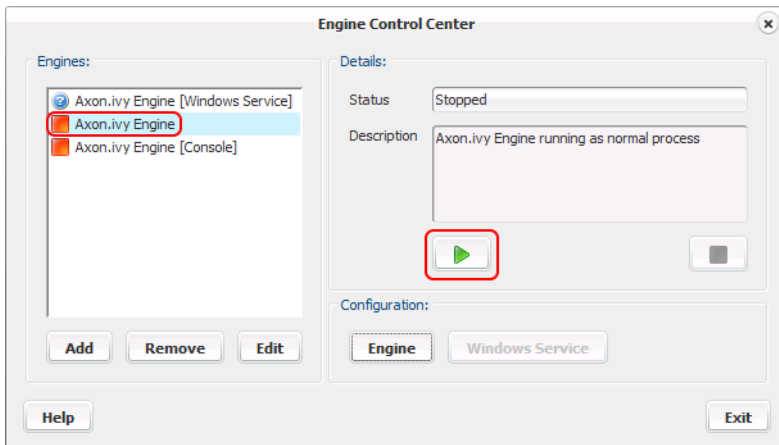 Engine Control Center
Engines:
Axon.ivy Engine [Windows Service]
Axon.ivy Engine
Axon.ivy Engine [Console]
Add
Remove
Edit
Details:
Status
Stopped
Description
Axon.ivy Engine running as normal process
Configuration:
Engine
Windows Service
Help
Exit